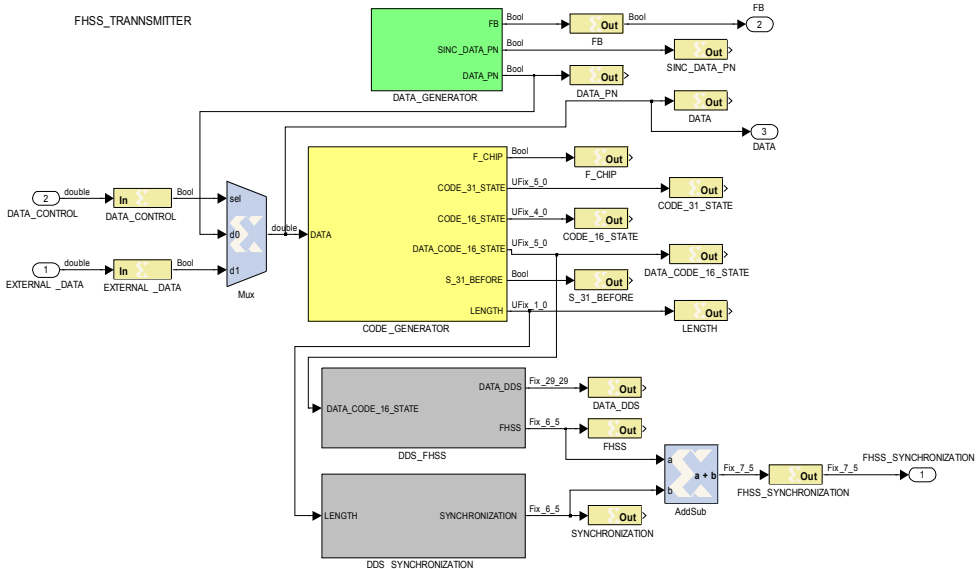 FHSS_TRANNSMITTER
FB
Bool
Out
FB
Bool
FB
2
SINC_DATA_PN
Bool
Out
SINC_DATA_PN
DATA_PN
Bool
Out
DATA_PN
DATA_GENERATOR
Out
DATA
3
DATA
2
double
DATA_CONTROL
In
Bool
DATA_CONTROL
1
double
EXTERNAL _DATA
In
Bool
EXTERNAL _DATA
sel
d0
d1
Mux
double
DATA
F_CHIP
Bool
Out
F_CHIP
CODE_31_STATE
UFix_5_0
Out
CODE_31_STATE
CODE_16_STATE
UFix_4_0
Out
CODE_16_STATE
DATA_CODE_16_STATE
UFix_5_0
Out
DATA_CODE_16_STATE
S_31_BEFORE
Bool
Out
S_31_BEFORE
LENGTH
UFix_1_0
Out
LENGTH
CODE_GENERATOR
DATA_CODE_16_STATE
DATA_DDS
Fix_29_29
Out
DATA_DDS
FHSS
Fix_6_5
Out
FHSS
DDS_FHSS
LENGTH
SYNCHRONIZATION
Fix_6_5
Out
SYNCHRONIZATION
DDS_SYNCHRONIZATION
a
b
a + b
AddSub
Fix_7_5
Out
FHSS_SYNCHRONIZATION
Fix_7_5
FHSS_SYNCHRONIZATION
1